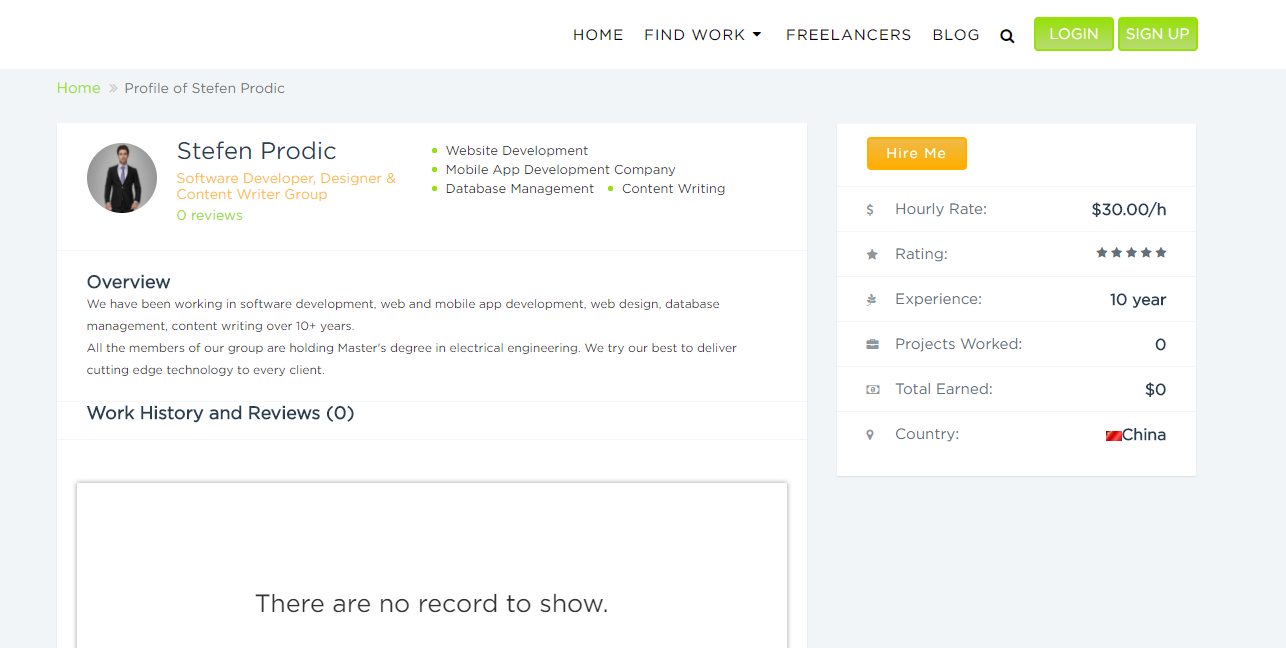 HOME FIND WORK FREELANCERS BLOG LOGIN SIGN UP
Home » Profile of Stefen Prodic
Stefen Prodic
Software Developer, Designer &
Content Writer Group
0 reviews
Website Development
Mobile App Development Company
Database Management Content Writing
Overview
We have been working in software development, web and mobile app development, web design, database
management, content writing over 10+ years.
All the members of our group are holding Master's degree in electrical engineering. We try our best to deliver
cutting edge technology to every client.
Work History and Reviews (0)
There are no record to show.
Hire Me
Hourly Rate: $30.00/h
Rating:
Experience: 10 year
Projects Worked: 0
Total Earned: $0
Country: China